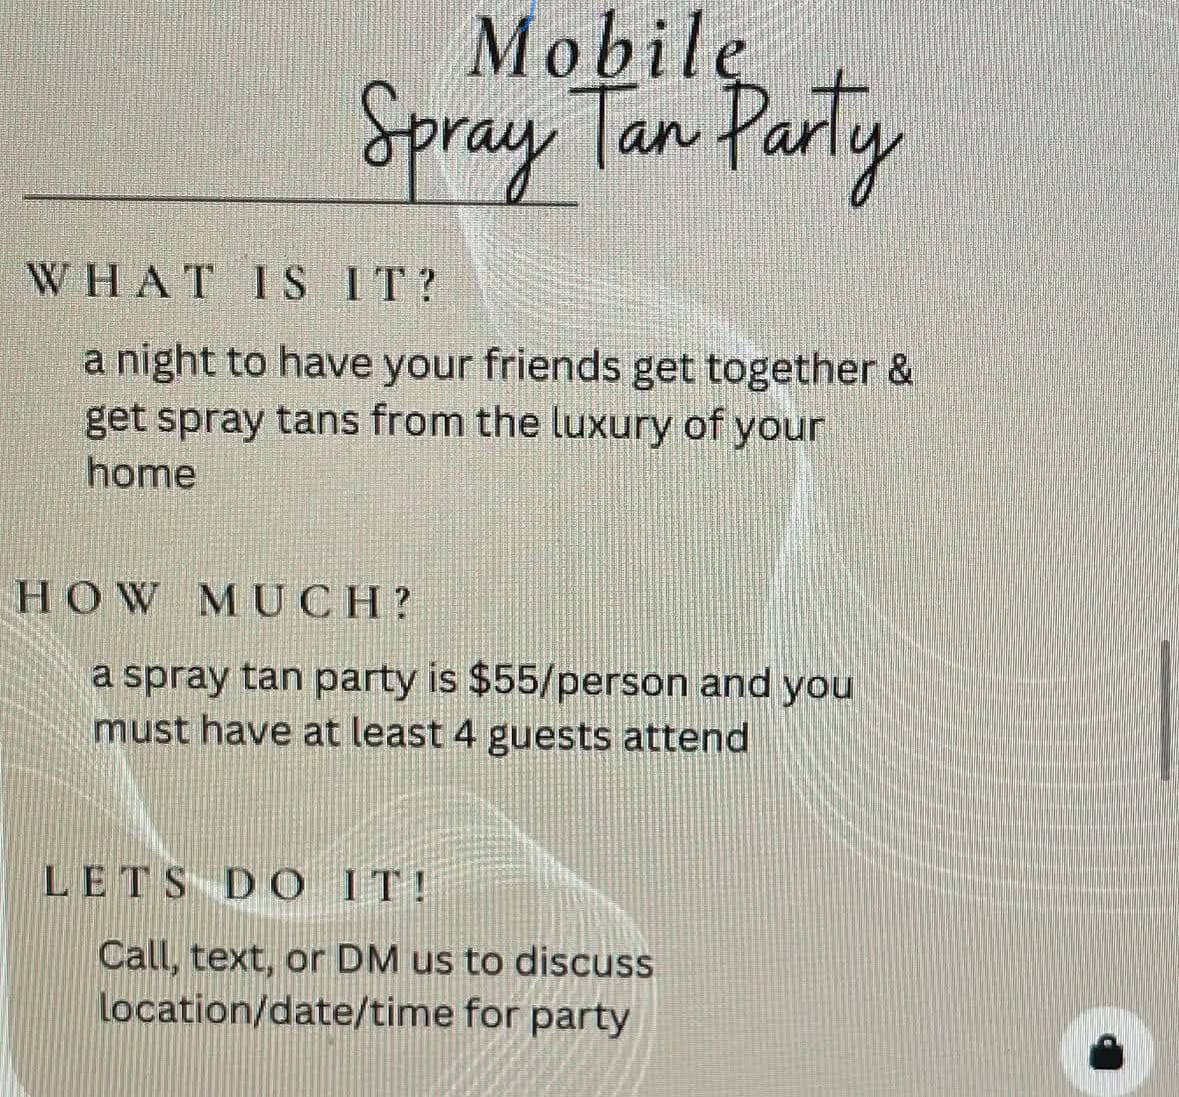 Mobile
Spray Tan Party
WHAT IS IT?
a night to have your friends get together &
get spray tans from the luxury of your
home
HOW MUCH?
a spray tan party is $55/person and you
must have at least 4 guests attend
LETS DO IT!
Call, text, or DM us to discuss
location/date/time for party